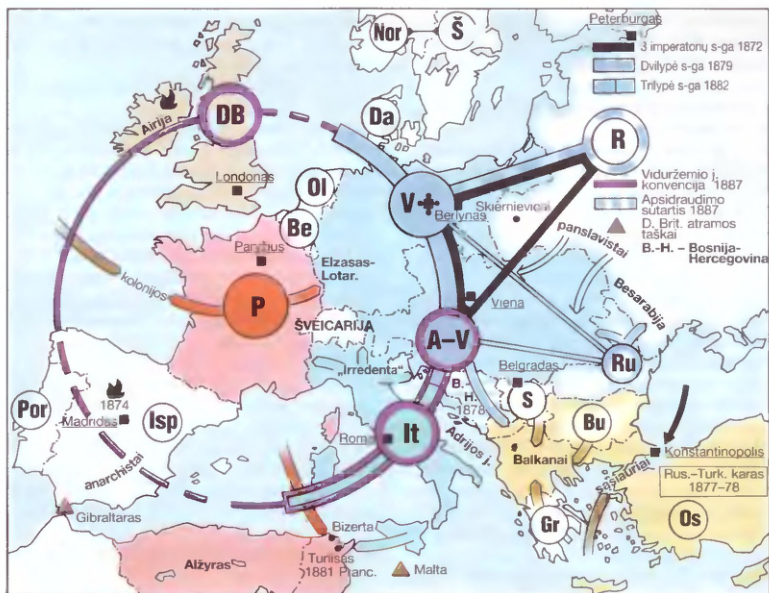 Peterburgas
3 imperatorų s-ga 1872
Dvilypė s-ga 1879
Trilypė s-ga 1882
Viduržemio j.
konvencija 1887
Apsidraudimo
sutartis 1887
D. Brit. atramos
taškai
B.-H. – Bosnija-
Hercegovina
Nor
Š
DB
Airija
Da
R
Londonas
Ol
Be
V
Berlynas
Skierniewice
panslavistai
Paryžius
Elzasas-
Lotar.
kolonijos
P
ŠVEICARIJA
Viena
Besarabija
A–V
Ru
„Irredenta“
Belgradas
B.
H.
1878
S
Bu
Por
1874
Madridas
Isp
anarchistai
Roma
It
Adrijos j.
Balkanai
sąsiauriai
Konstantinopolis
Rus.–Turk. karas
1877–78
Gibraltaras
Bizerta
Gr
Os
Alžyras
Tunisas
1881 Pranc.
Malta